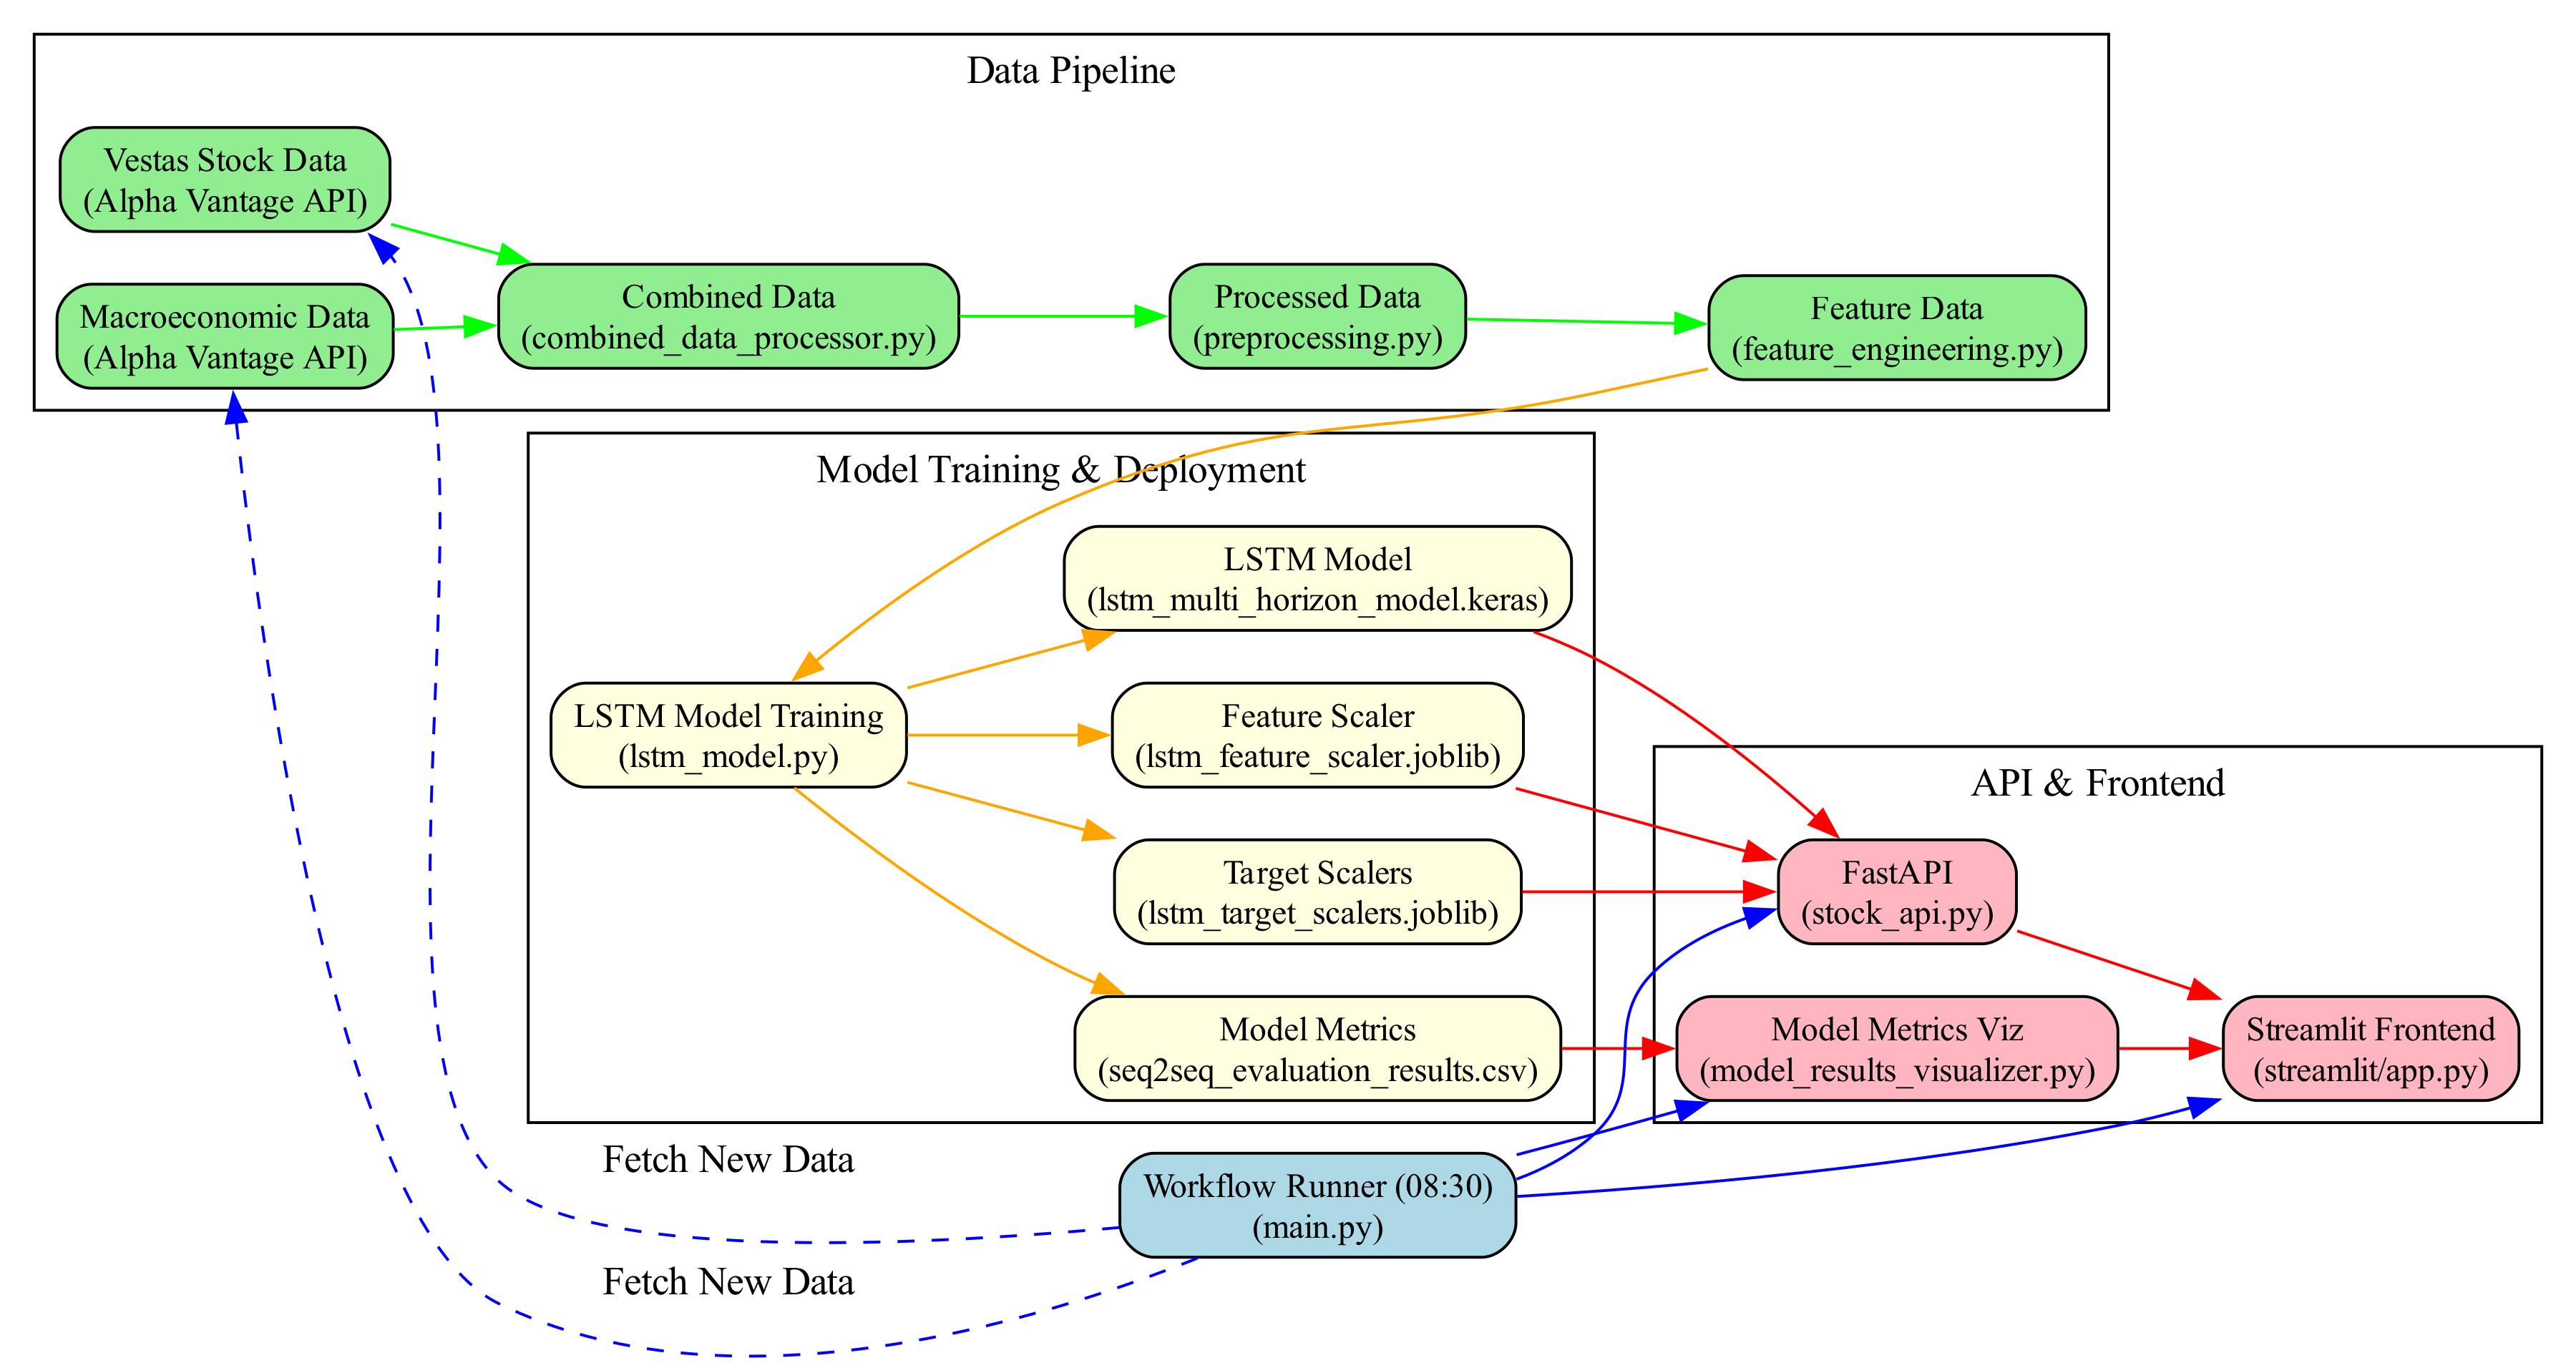 Data Pipeline
Vestas Stock Data
(Alpha Vantage API)
Macroeconomic Data
(Alpha Vantage API)
Combined Data
(combined_data_processor.py)
Processed Data
(preprocessing.py)
Feature Data
(feature_engineering.py)
Model Training & Deployment
LSTM Model Training
(lstm_model.py)
LSTM Model
(lstm_multi_horizon_model.keras)
Feature Scaler
(lstm_feature_scaler.joblib)
Target Scalers
(lstm_target_scalers.joblib)
Model Metrics
(seq2seq_evaluation_results.csv)
API & Frontend
FastAPI
(stock_api.py)
Model Metrics Viz
(model_results_visualizer.py)
Streamlit Frontend
(streamlit/app.py)
Fetch New Data
Workflow Runner (08:30)
(main.py)
Fetch New Data